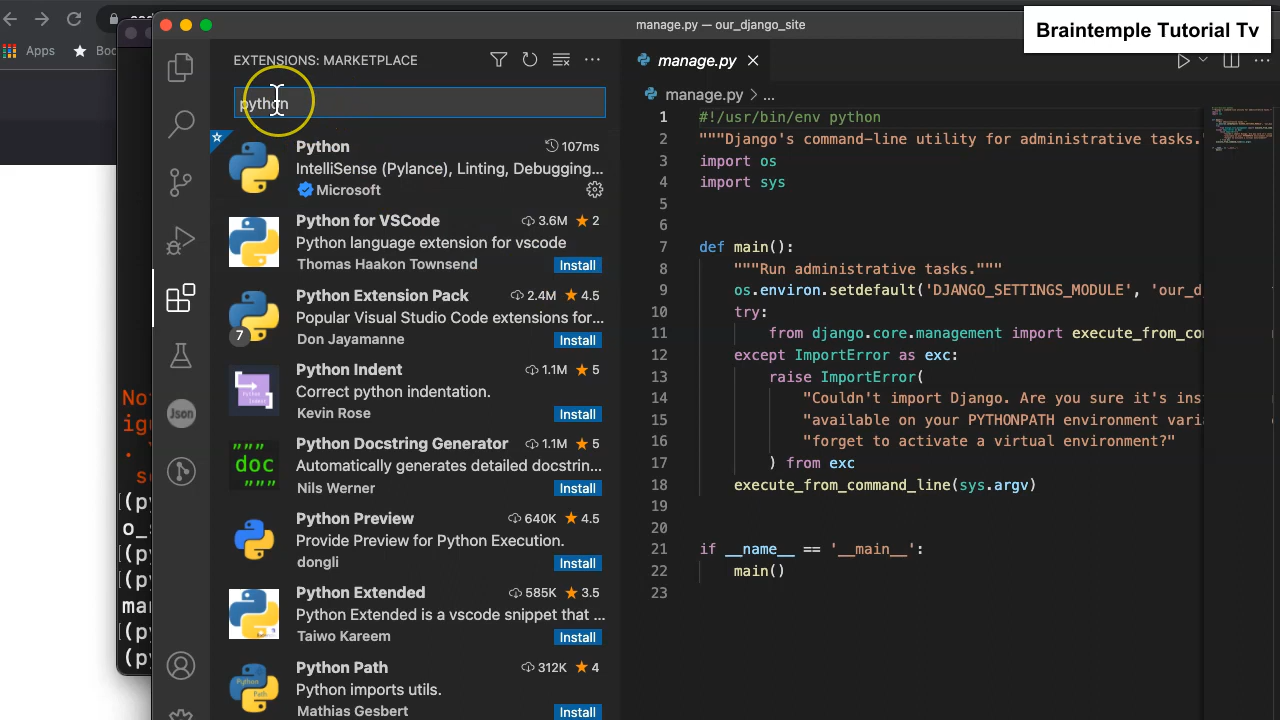 Apps
Boo
manage.py — our_django_site
Braintemple Tutorial Tv
EXTENSIONS: MARKETPLACE
python
Python
107ms
IntelliSense (Pylance), Linting, Debugging...
Microsoft
Python for VSCode
3.6M ★ 2
Python language extension for vscode
Thomas Haakon Townsend
Install
Python Extension Pack
2.4M ★ 4.5
Popular Visual Studio Code extensions for...
7
Don Jayamanne
Install
Python Indent
1.1M ★ 5
Correct python indentation.
Kevin Rose
Install
Python Docstring Generator
1.1M ★ 5
Automatically generates detailed docstrin...
"""
doc
"""
Nils Werner
Install
Python Preview
640K ★ 4.5
Provide Preview for Python Execution.
dongli
Install
Python Extended
585K ★ 3.5
Python Extended is a vscode snippet that ...
Taiwo Kareem
Install
Python Path
312K ★ 4
Python imports utils.
Mathias Gesbert
Install
Json
manage.py
manage.py > ...
1 #!/usr/bin/env python
2 """Django's command-line utility for administrative tasks.
3 import os
4 import sys
5
6
7 def main():
8 """Run administrative tasks."""
9 os.environ.setdefault('DJANGO_SETTINGS_MODULE', 'our_d
10 try:
11 from django.core.management import execute_from_co
12 except ImportError as exc:
13 raise ImportError(
14 "Couldn't import Django. Are you sure it's ins
15 "available on your PYTHONPATH environment vari
16 "forget to activate a virtual environment?"
17 ) from exc
18 execute_from_command_line(sys.argv)
19
20
21 if __name__ == '__main__':
22 main()
23